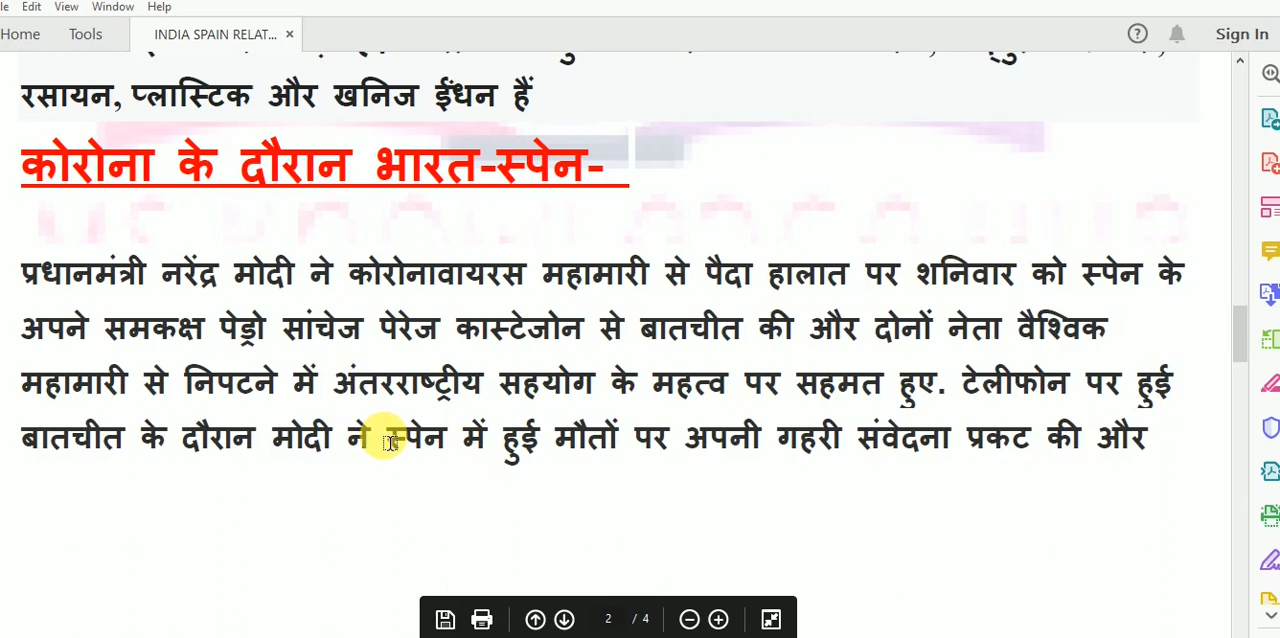 Edit View Window Help
Home Tools INDIA SPAIN RELAT... × Sign In
रसायन, प्लास्टिक और खनिज ईंधन हैं
कोरोना के दौरान भारत-स्पेन-
प्रधानमंत्री नरेंद्र मोदी ने कोरोनावायरस महामारी से पैदा हालात पर शनिवार को स्पेन के
अपने समकक्ष पेड्रो सांचेज पेरेज कास्टेजोन से बातचीत की और दोनों नेता वैश्विक
महामारी से निपटने में अंतरराष्ट्रीय सहयोग के महत्व पर सहमत हुए. टेलीफोन पर हुई
बातचीत के दौरान मोदी ने स्पेन में हुई मौतों पर अपनी गहरी संवेदना प्रकट की और
2 / 4